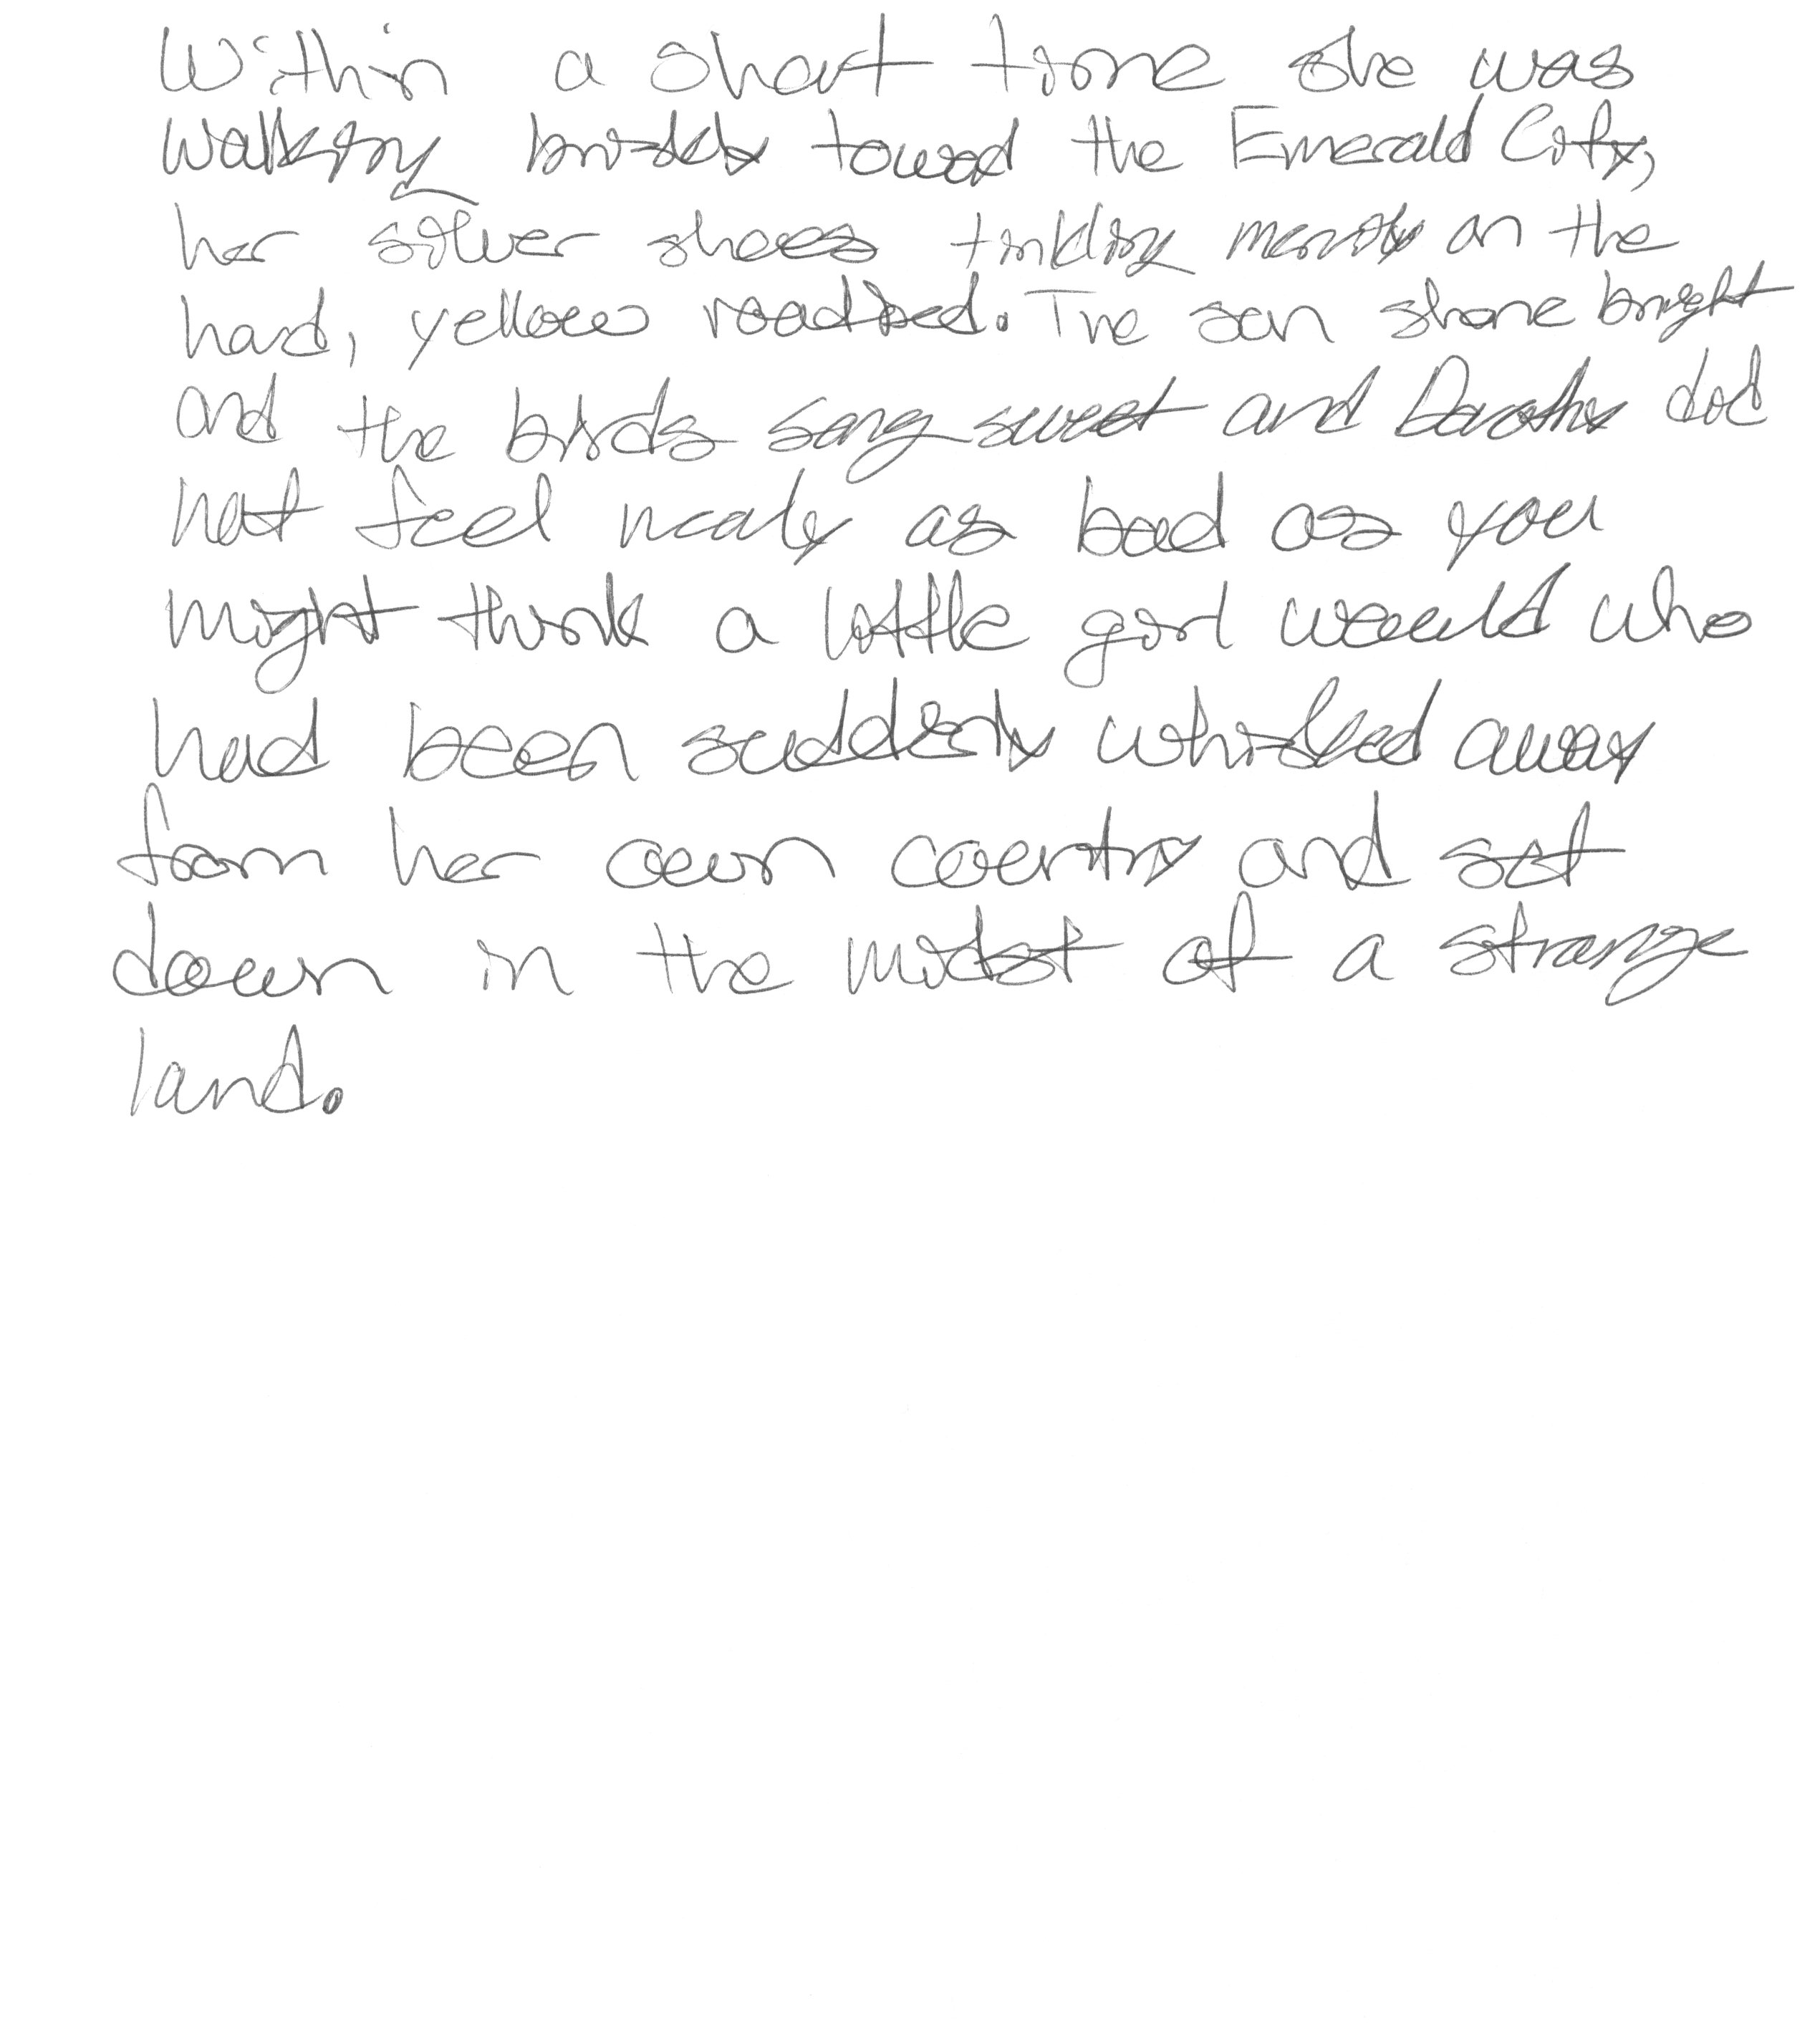 Within a short time she was
walking briskly toward the Emerald City,
her silver shoes tinkling merrily on the
hard, yellow roadbed. The sun shone bright
and the birds sang sweet and Dorothy did
not feel nearly as bad as you
might think a little girl would who
had been suddenly whisked away
from her own country and set
down in the midst of a strange
land.